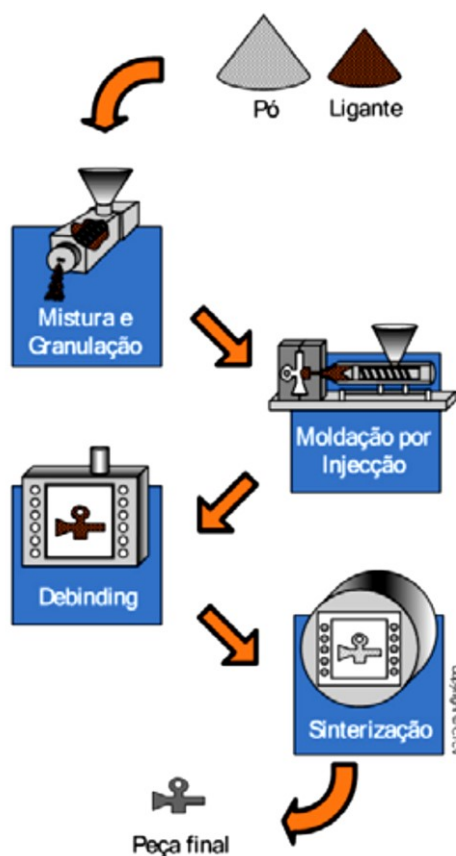 Pó
Ligante
Mistura e
Granulação
Moldação por
Injecção
Debinding
Sinterização
Peça final